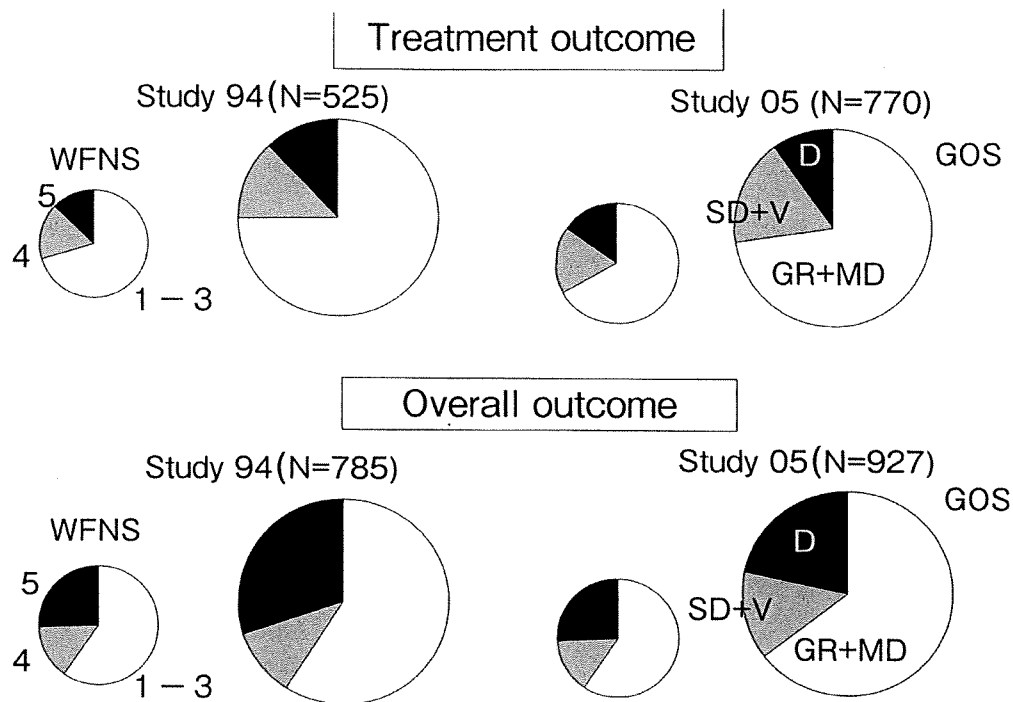 Treatment outcome
Study 94(N=525)
Study 05 (N=770)
WFNS
GOS
5
D
SD+V
4
GR+MD
1 – 3
Overall outcome
Study 94(N=785)
Study 05(N=927)
GOS
WFNS
D
5
SD+V
4
GR+MD
1 – 3